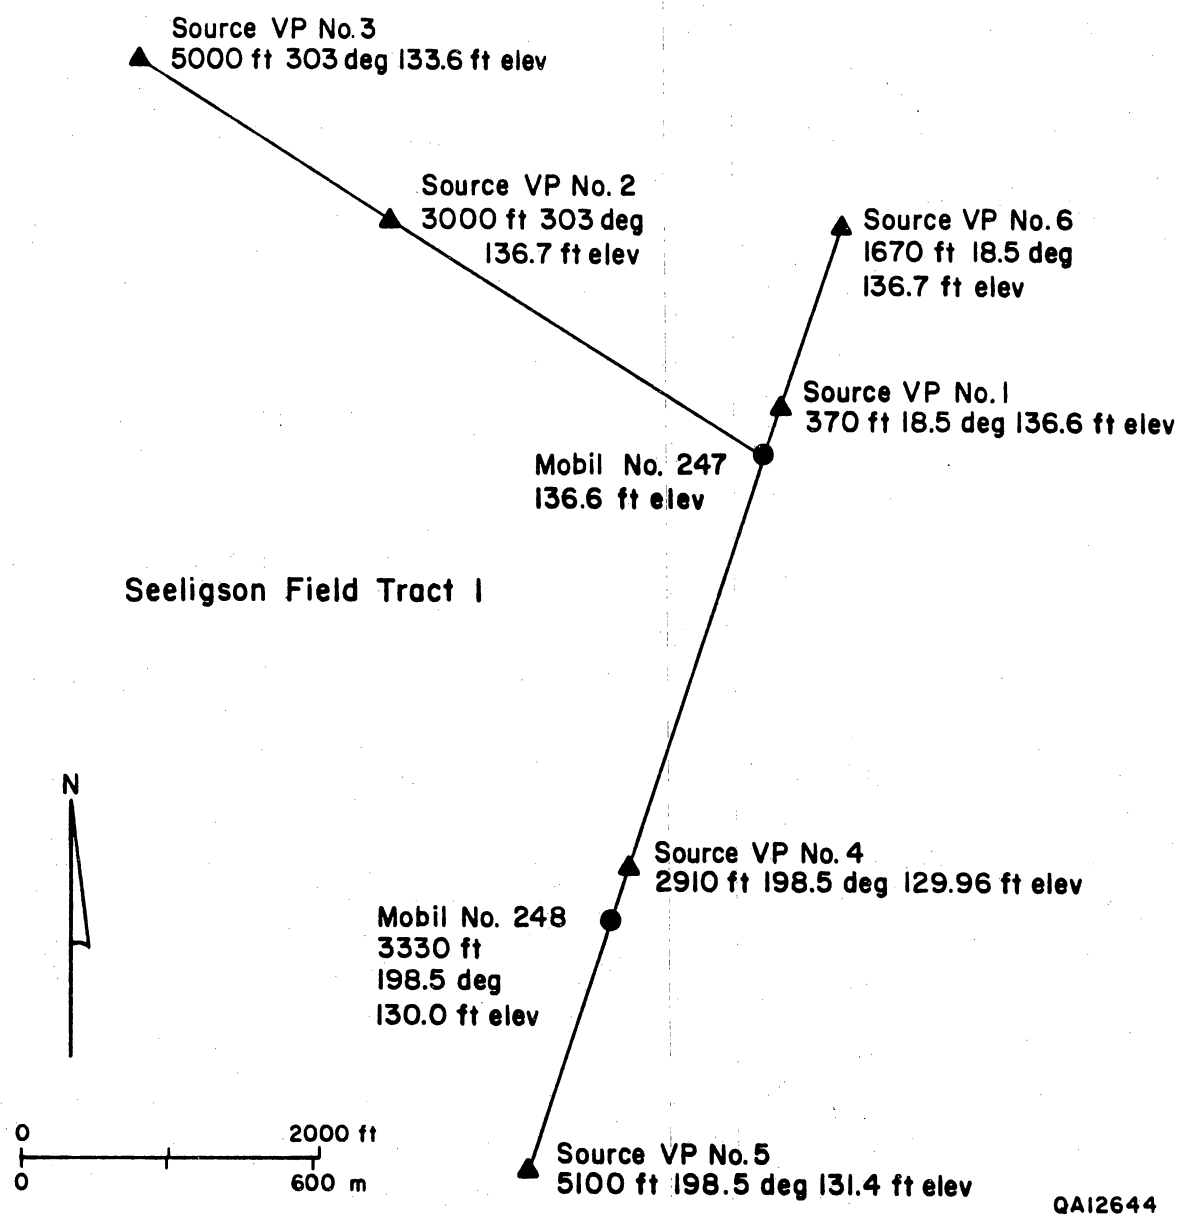 Source VP No. 3
5000 ft 303 deg 133.6 ft elev
Source VP No. 2
3000 ft 303 deg
136.7 ft elev
Source VP No. 6
1670 ft 18.5 deg
136.7 ft elev
Source VP No. 1
370 ft 18.5 deg 136.6 ft elev
Mobil No. 247
136.6 ft elev
Seeligson Field Tract 1
N
Source VP No. 4
2910 ft 198.5 deg 129.96 ft elev
Mobil No. 248
3330 ft
198.5 deg
130.0 ft elev
0 2000 ft
0 600 m
Source VP No. 5
5100 ft 198.5 deg 131.4 ft elev
QA12644